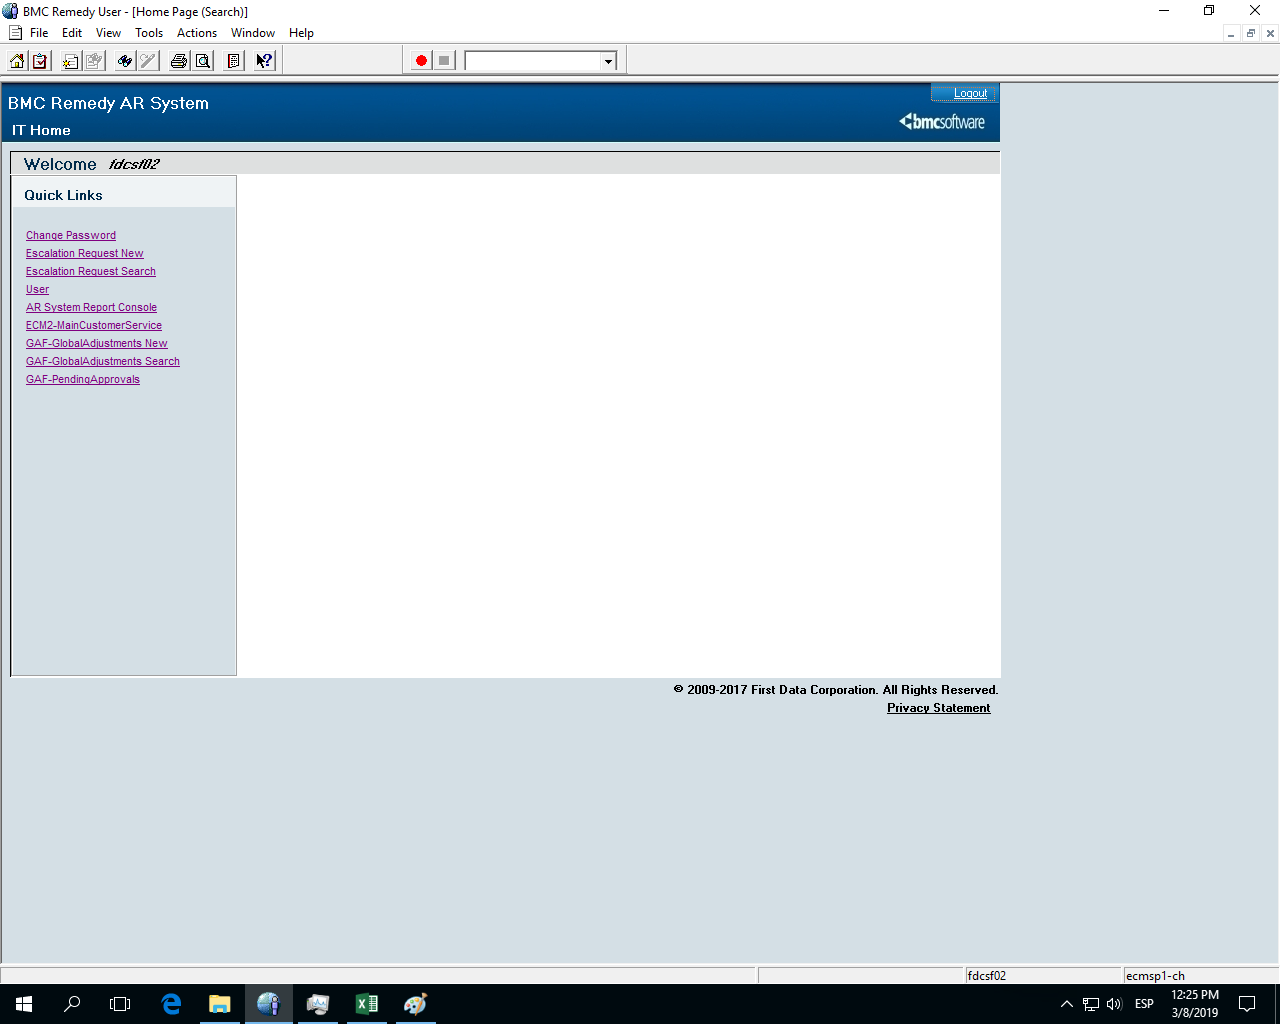 BMC Remedy User - [Home Page (Search)]
File Edit View Tools Actions Window Help
Logout
BMC Remedy AR System
bmcsoftware
IT Home
Welcome fdcsf02
Quick Links
Change Password
Escalation Request New
Escalation Request Search
User
AR System Report Console
ECM2-MainCustomerService
GAF-GlobalAdjustments New
GAF-GlobalAdjustments Search
GAF-PendingApprovals
© 2009-2017 First Data Corporation. All Rights Reserved.
Privacy Statement
fdcsf02 ecmsp1-ch
ESP 12:25 PM
3/8/2019